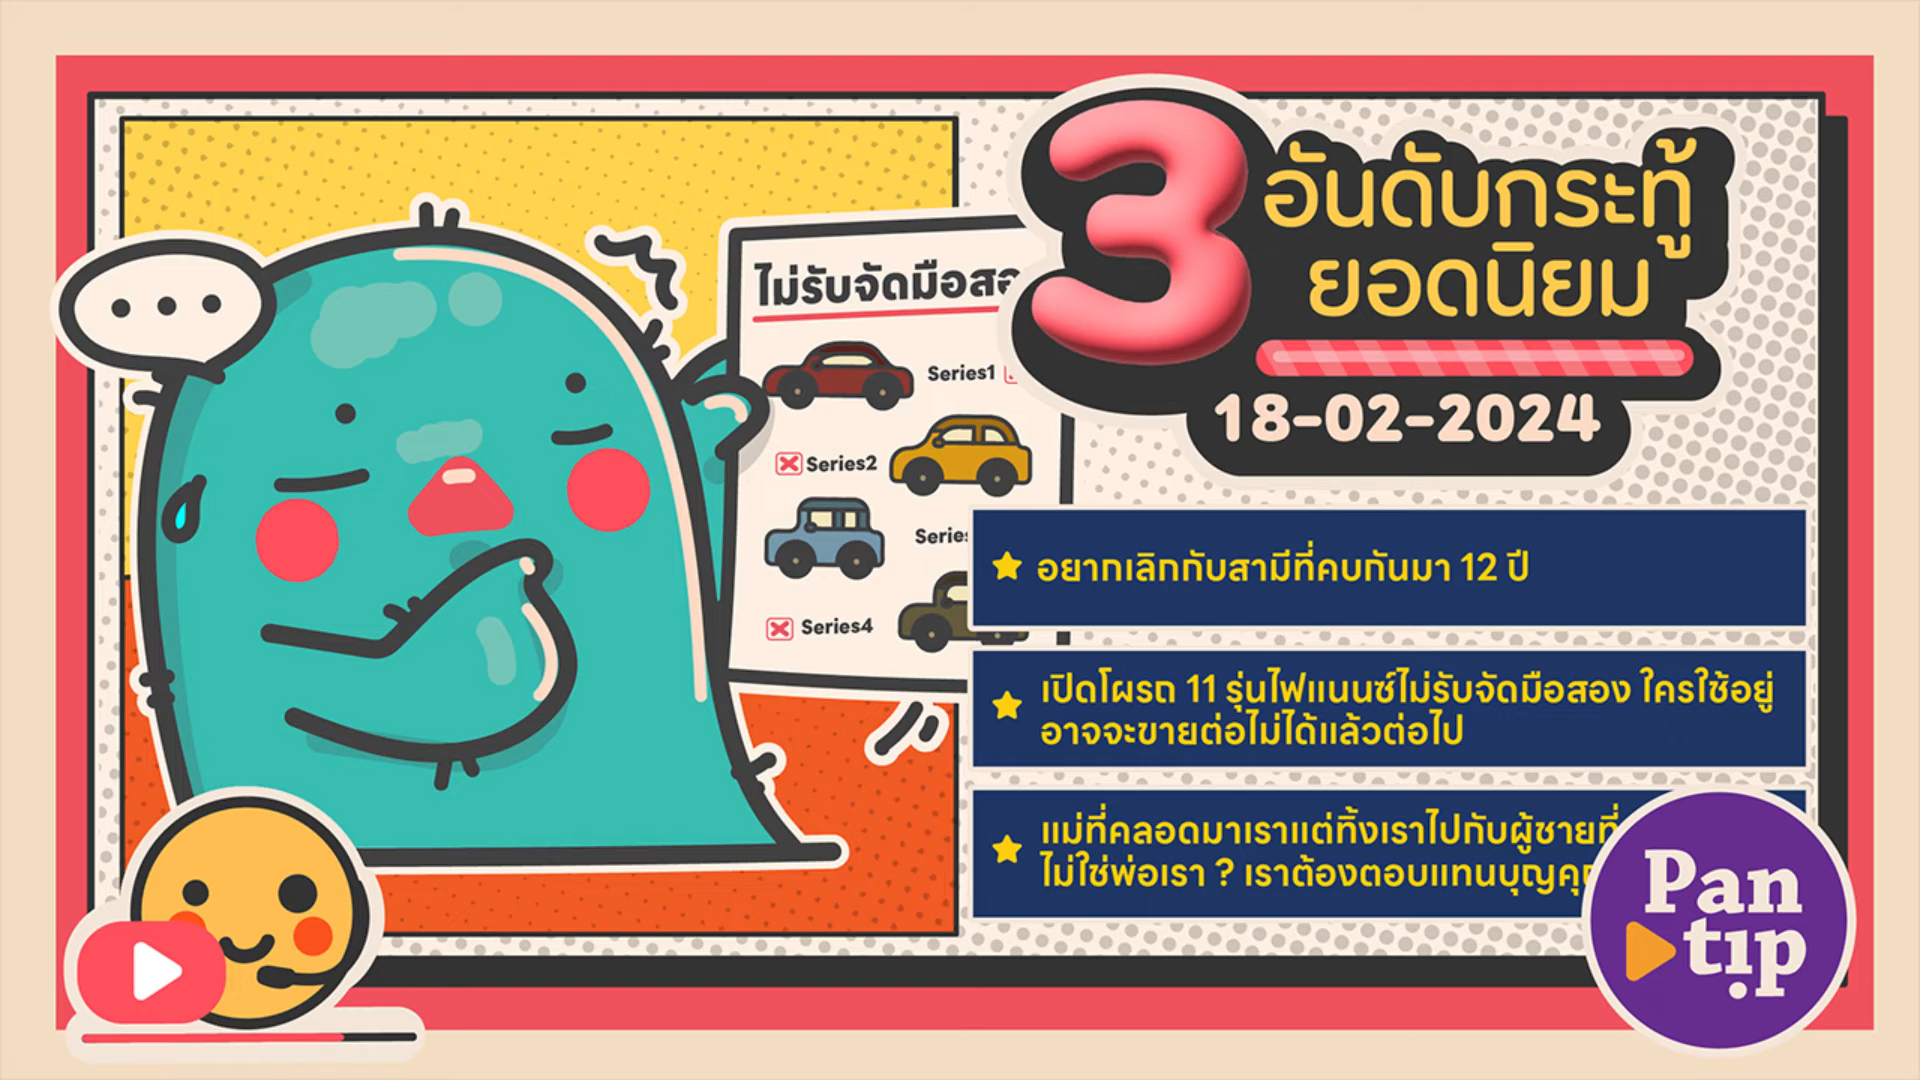 ไม่รับจัดมือสอ
Series1
Series2
Series
Series4
3
อันดับกระทู้
ยอดนิยม
18-02-2024
อยากเลิกกับสามีที่คบกันมา 12 ปี
เปิดโผรถ 11 รุ่นไฟแนนซ์ไม่รับจัดมือสอง ใครใช้อยู่
อาจจะขายต่อไม่ได้แล้วต่อไป
แม่ที่คลอดมาเราแต่ทิ้งเราไปกับผู้ชายที่
ไม่ใช่พ่อเรา ? เราต้องตอบแทนบุญคุ
Pan
tip